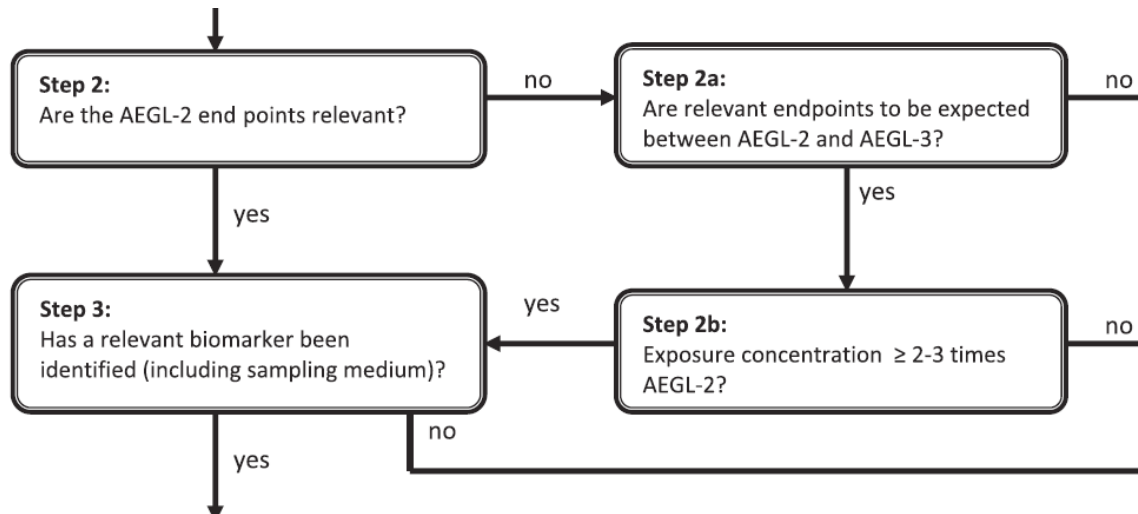 Step 2:
Are the AEGL-2 end points relevant?
no
Step 2a:
Are relevant endpoints to be expected
between AEGL-2 and AEGL-3?
no
yes
yes
Step 3:
Has a relevant biomarker been
identified (including sampling medium)?
yes
Step 2b:
Exposure concentration ≥ 2-3 times
AEGL-2?
no
no
yes